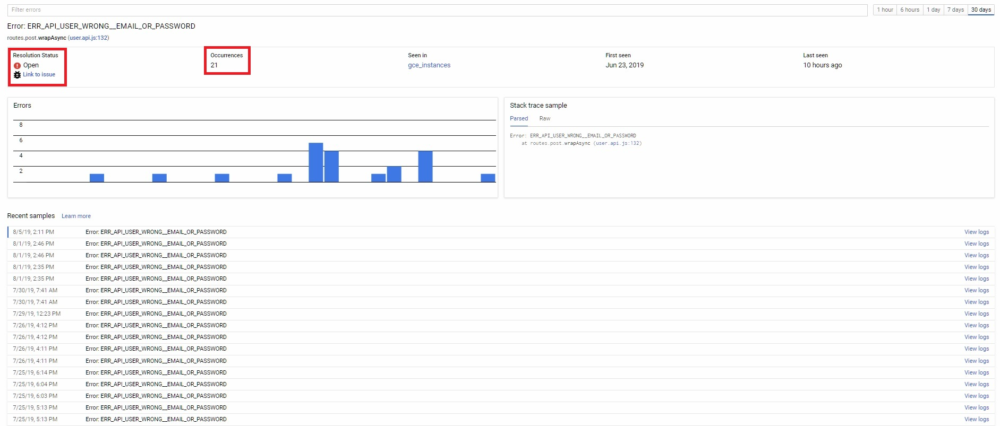 Filter errors
1 hour 6 hours 1 day 7 days 30 days
Error: ERR_API_USER_WRONG__EMAIL_OR_PASSWORD
routes.post.wrapAsync (user.api.js:132)
Resolution Status
Open
Link to issue
Occurrences
21
Seen in
gce_instances
First seen
Jun 23, 2019
Last seen
10 hours ago
Errors
8
6
4
2
Stack trace sample
Parsed Raw
Error: ERR_API_USER_WRONG__EMAIL_OR_PASSWORD
at routes.post.wrapAsync (user.api.js:132)
Recent samples Learn more
8/5/19, 2:11 PM Error: ERR_API_USER_WRONG__EMAIL_OR_PASSWORD View logs
8/1/19, 2:46 PM Error: ERR_API_USER_WRONG__EMAIL_OR_PASSWORD View logs
8/1/19, 2:46 PM Error: ERR_API_USER_WRONG__EMAIL_OR_PASSWORD View logs
8/1/19, 2:35 PM Error: ERR_API_USER_WRONG__EMAIL_OR_PASSWORD View logs
8/1/19, 2:35 PM Error: ERR_API_USER_WRONG__EMAIL_OR_PASSWORD View logs
7/30/19, 7:41 AM Error: ERR_API_USER_WRONG__EMAIL_OR_PASSWORD View logs
7/30/19, 7:41 AM Error: ERR_API_USER_WRONG__EMAIL_OR_PASSWORD View logs
7/29/19, 12:23 PM Error: ERR_API_USER_WRONG__EMAIL_OR_PASSWORD View logs
7/26/19, 4:12 PM Error: ERR_API_USER_WRONG__EMAIL_OR_PASSWORD View logs
7/26/19, 4:12 PM Error: ERR_API_USER_WRONG__EMAIL_OR_PASSWORD View logs
7/26/19, 4:11 PM Error: ERR_API_USER_WRONG__EMAIL_OR_PASSWORD View logs
7/26/19, 4:11 PM Error: ERR_API_USER_WRONG__EMAIL_OR_PASSWORD View logs
7/25/19, 6:14 PM Error: ERR_API_USER_WRONG__EMAIL_OR_PASSWORD View logs
7/25/19, 6:04 PM Error: ERR_API_USER_WRONG__EMAIL_OR_PASSWORD View logs
7/25/19, 6:03 PM Error: ERR_API_USER_WRONG__EMAIL_OR_PASSWORD View logs
7/25/19, 5:13 PM Error: ERR_API_USER_WRONG__EMAIL_OR_PASSWORD View logs
7/25/19, 5:13 PM Error: ERR_API_USER_WRONG__EMAIL_OR_PASSWORD View logs